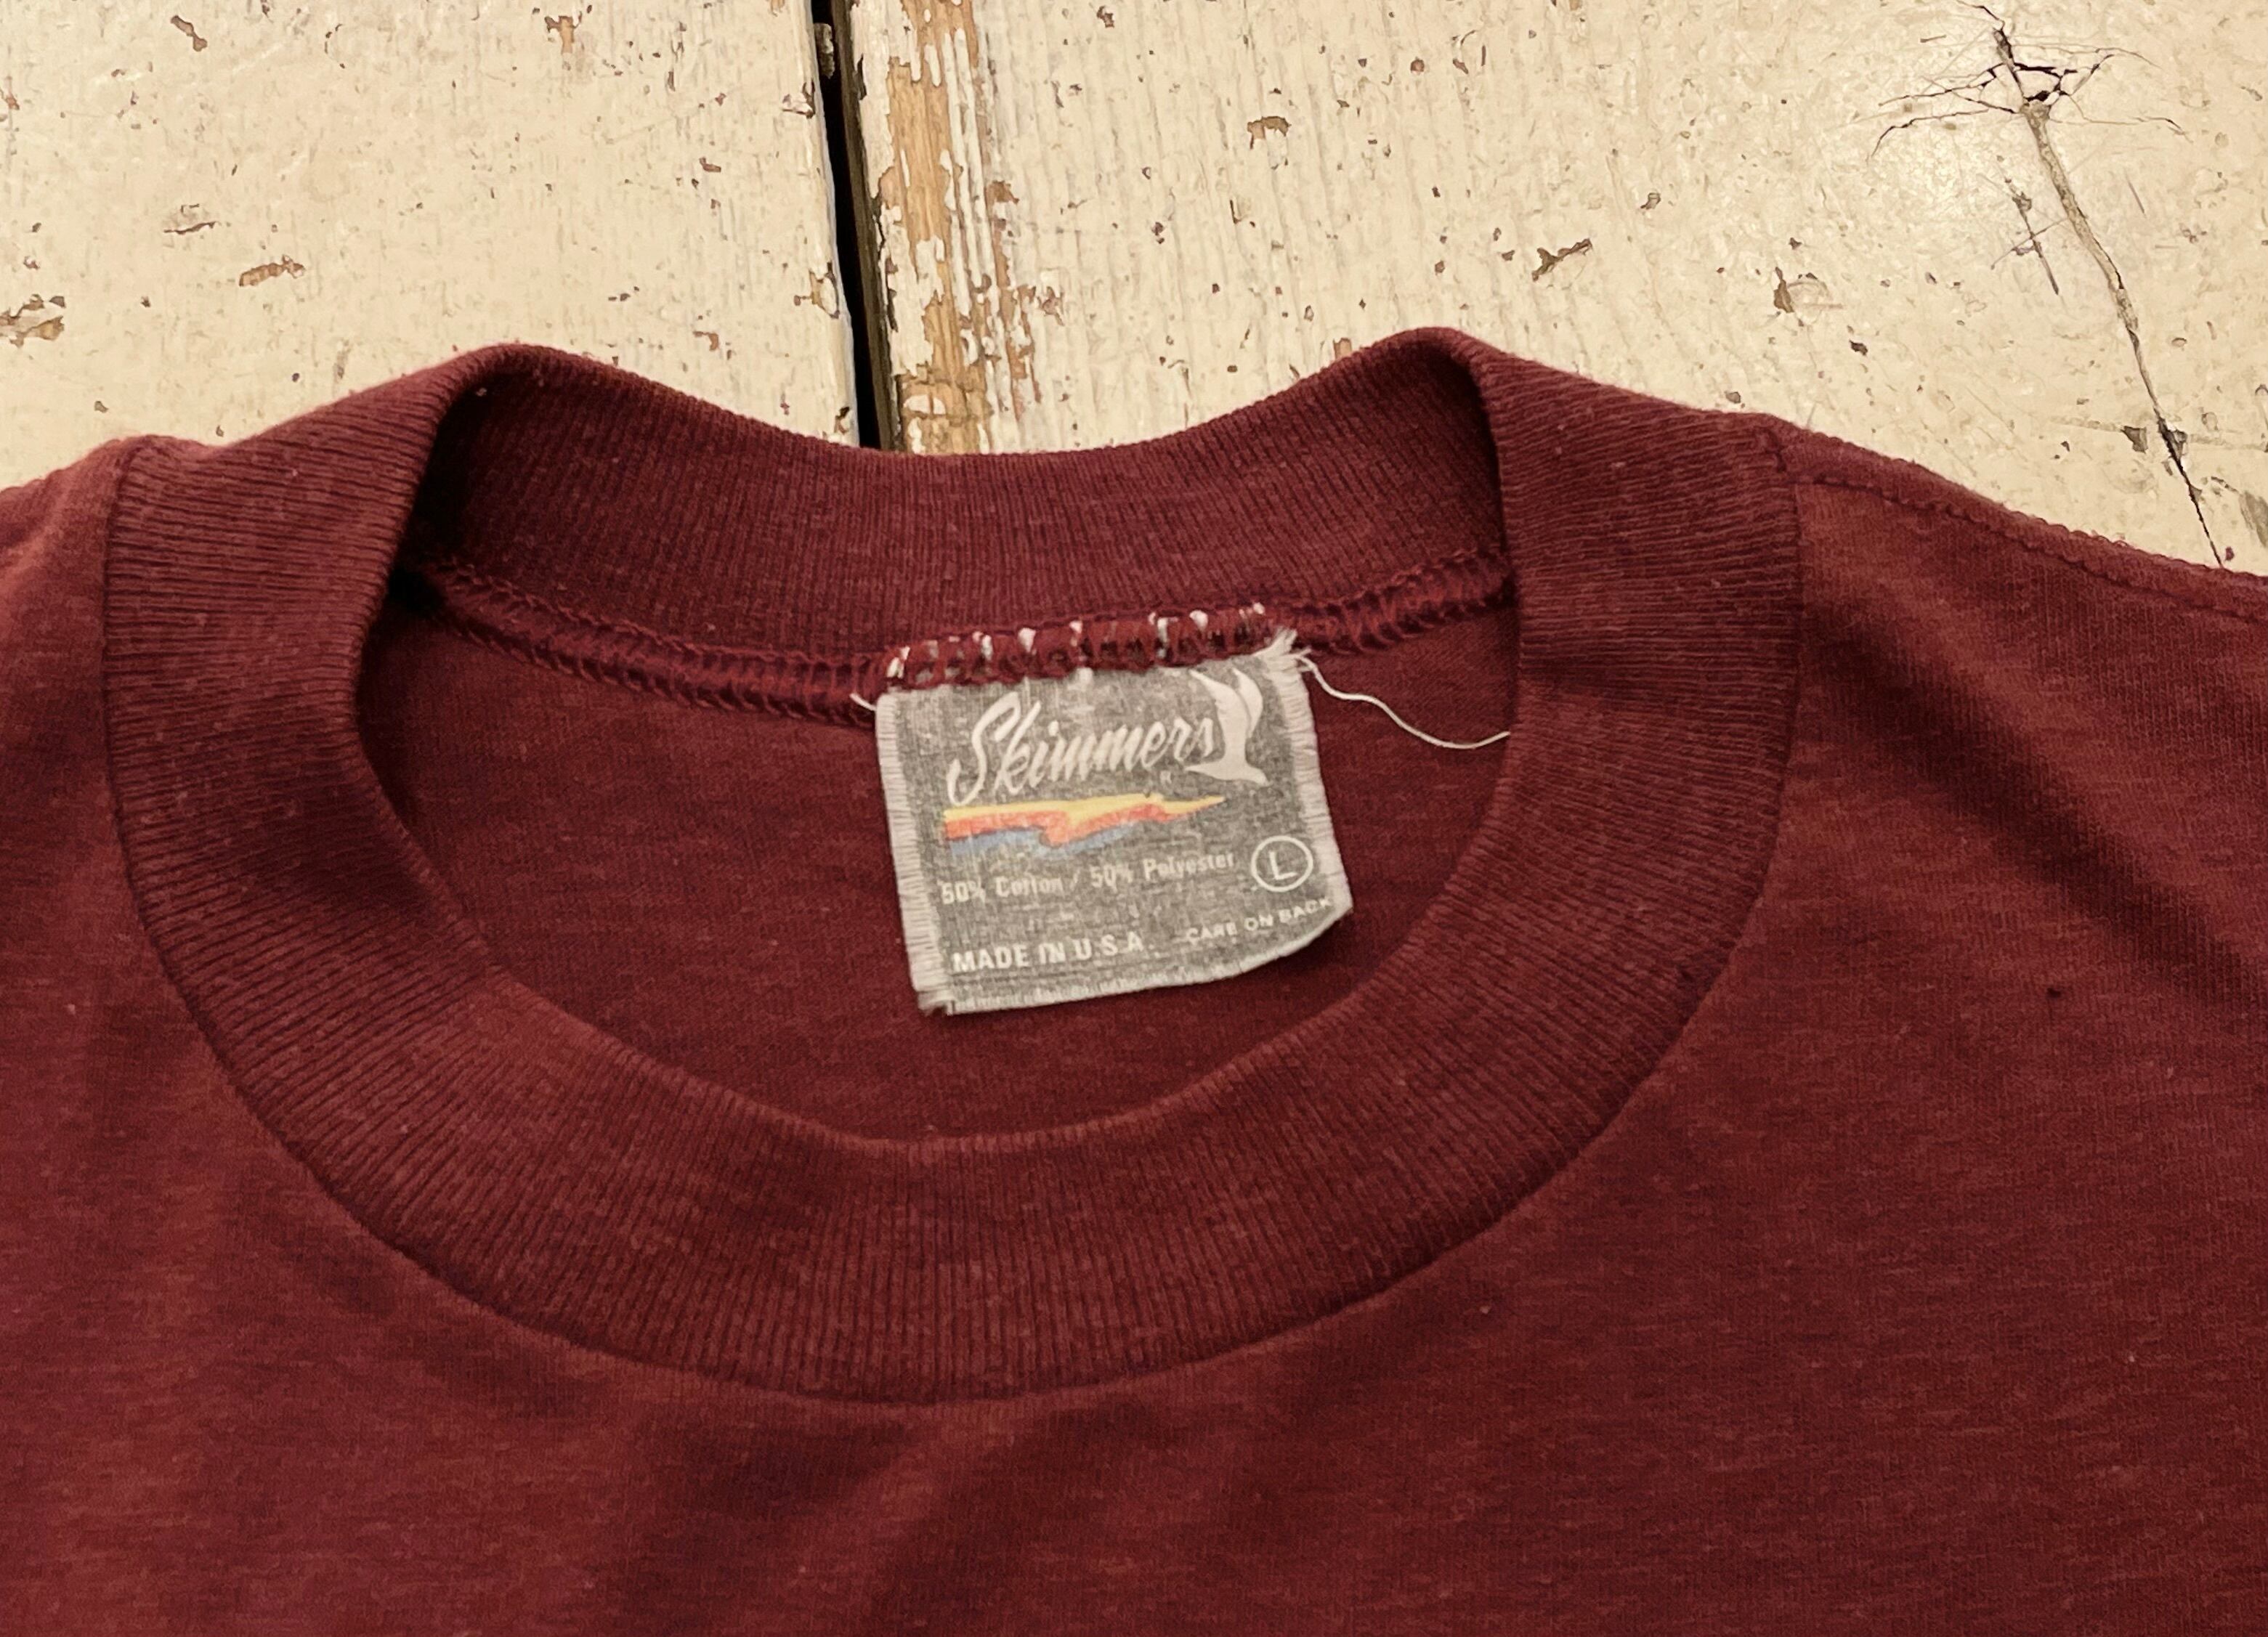 Skimmers
50% Cotton / 50% Polyester
L
MADE IN U.S.A.
CARE ON BACK